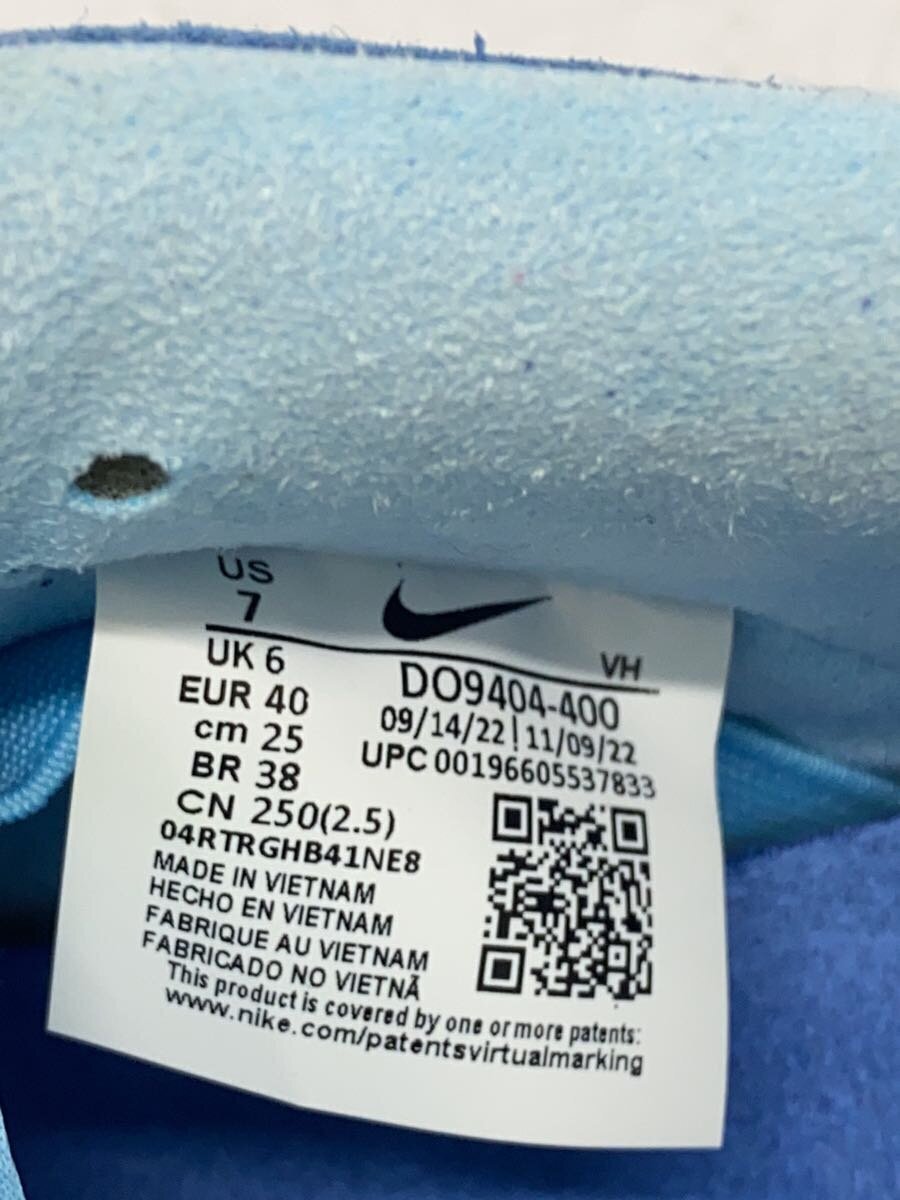 US
7
VH
UK 6
EUR 40
cm 25
BR 38
CN 250(2.5)
DO9404-400
09/14/22 | 11/09/22
UPC 00196605537833
04RTRGHB41NE8
MADE IN VIETNAM
HECHO EN VIETNAM
FABRIQUE AU VIETNAM
FABRICADO NO VIETNÃ
This product is covered by one or more patents:
www.nike.com/patentsvirtualmarking